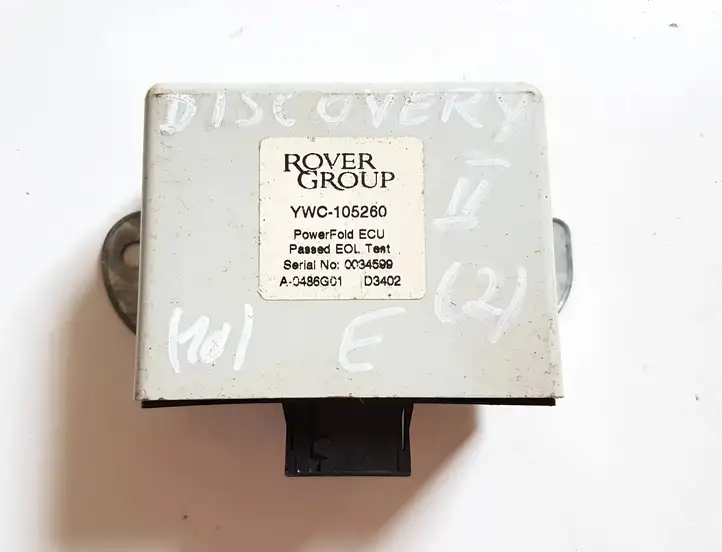 DISCOVERY
II
ROVER
GROUP
YWC-105260
PowerFold ECU
Passed EOL Test
Serial No: 0034599
A-0486G01 D3402
(2)
E